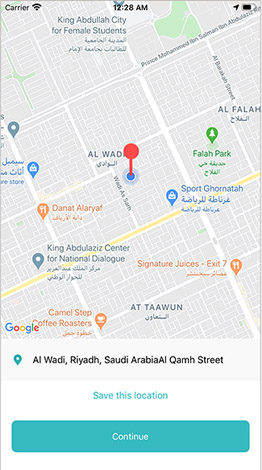 Carrier
12:28 AM
King Abdullah City
for Female Students
المدينة الجامعية
للطالبات بجامعة الإمام...
Prince Mohammed Ibn Salman Ibn Abdulaziz
Al Barakah Street
AL FALAH
الفلاح
Falah Park
حديقة حي
الفلاح
AL WADI
الوادي
Wadi As Sahn
Sport Ghornatah
غرناطة للرياضة
Danat Alaryaf
دانة الأرياف
King Abdulaziz Center
for National Dialogue
مركز الملك عبدالعزيز
للحوار الوطني
Signature Juices - Exit 7
عصائر سيجنتشر
AT TAAWUN
التعاون
Camel Step
Coffee Roasters
خطوة جمل
Google
Al Wadi, Riyadh, Saudi ArabiaAl Qamh Street
Save this location
Continue